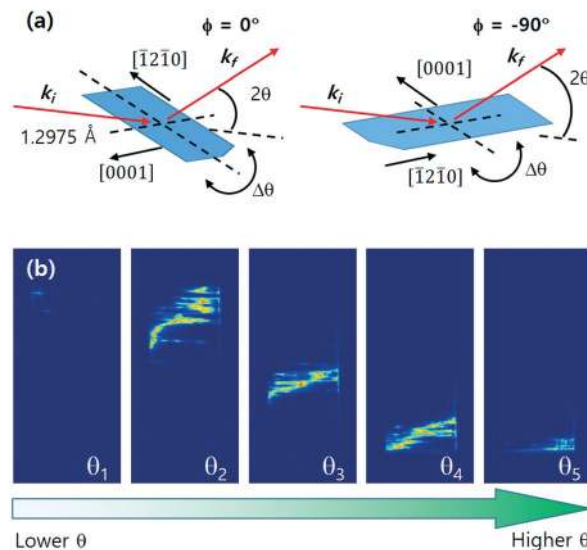 (a)
ϕ = 0°
ϕ = -90°
[1̅21̅0]
k_f
k_i
2θ
1.2975 Å
[0001]
Δθ
[0001]
k_f
k_i
2θ
[1̅21̅0]
Δθ
(b)
θ₁
θ₂
θ₃
θ₄
θ₅
Lower θ
Higher θ